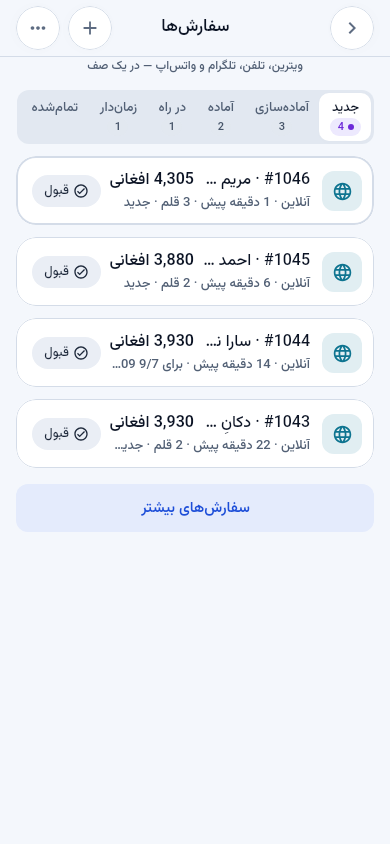 سفارش‌ها
ویترین، تلفن، تلگرام و واتس‌اپ — در یک صف
جدید
4
آماده‌سازی
3
آماده
2
در راه
1
زمان‌دار
1
تمام‌شده
#1046 · مریم … 4,305 افغانی
آنلاین · 1 دقیقه پیش · 3 قلم · جدید
قبول
#1045 · احمد … 3,880 افغانی
آنلاین · 6 دقیقه پیش · 2 قلم · جدید
قبول
#1044 · سارا نـ… 3,930 افغانی
آنلاین · 14 دقیقه پیش · برای 9/7 09…
قبول
#1043 · دکانِ … 3,930 افغانی
آنلاین · 22 دقیقه پیش · 2 قلم · جدیـ…
قبول
سفارش‌های بیشتر